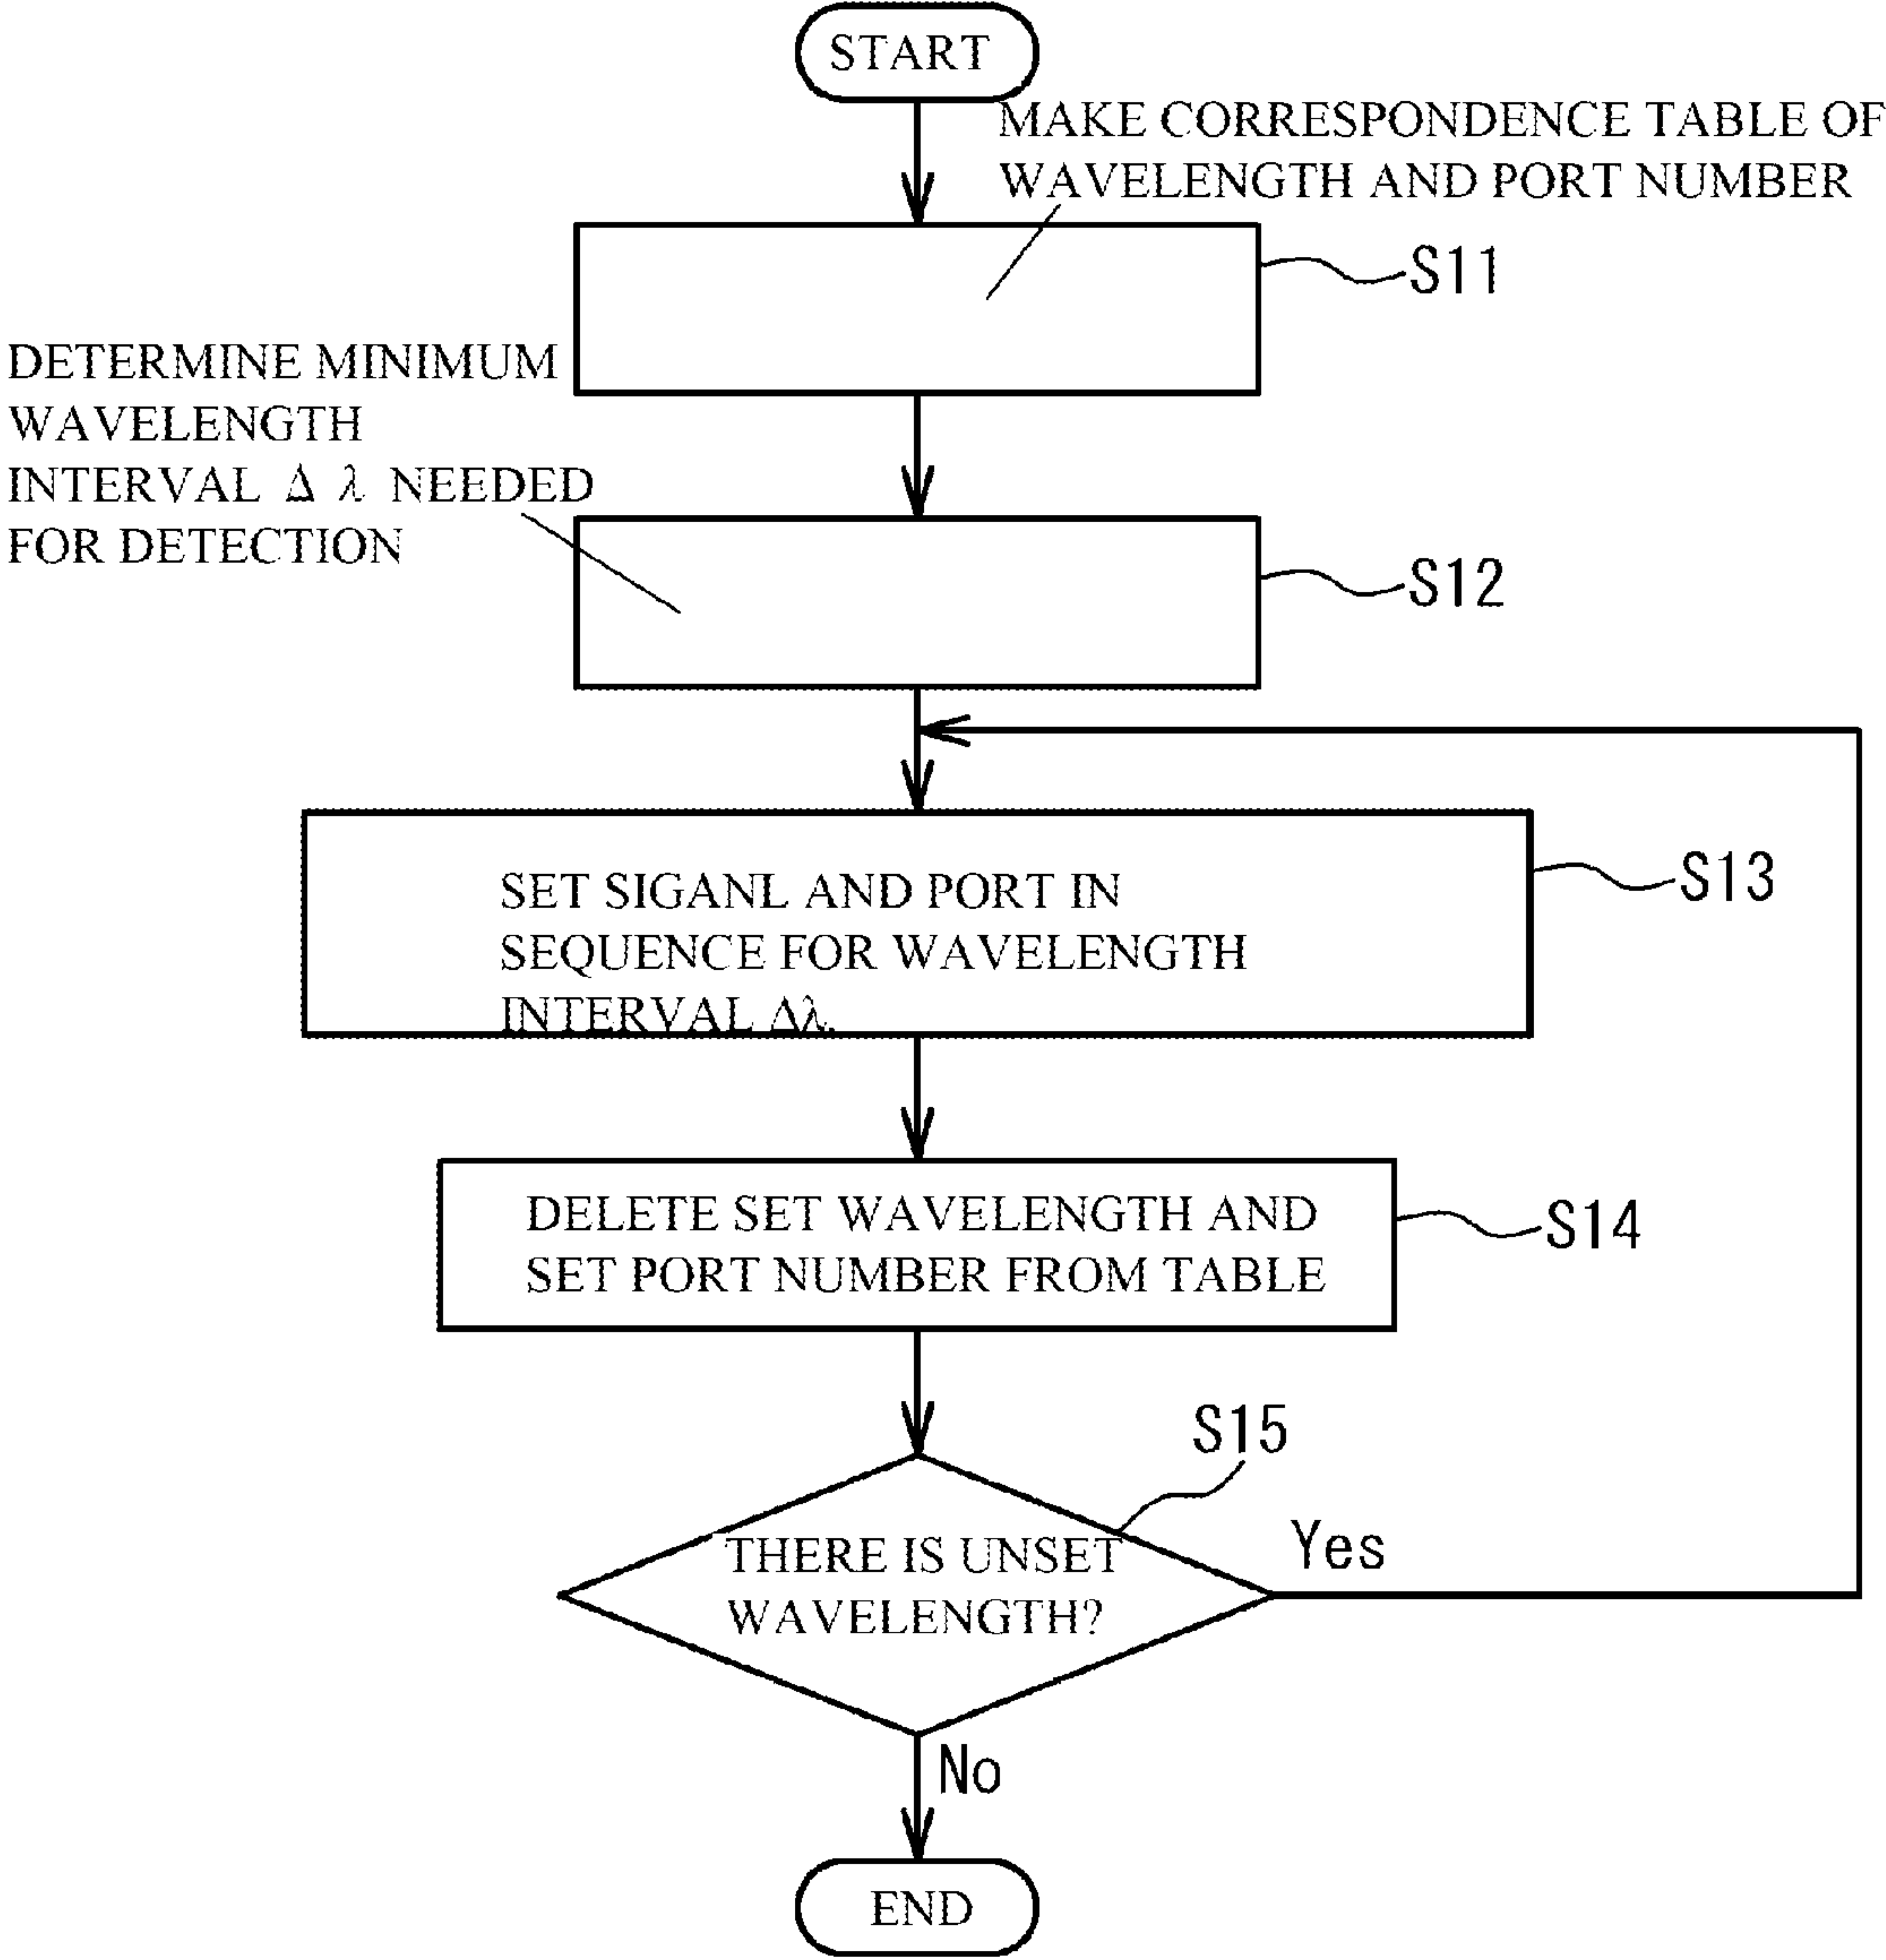 START
MAKE CORRESPONDENCE TABLE OF
WAVELENGTH AND PORT NUMBER
S11
DETERMINE MINIMUM
WAVELENGTH
INTERVAL Δ λ NEEDED
FOR DETECTION
S12
SET SIGANL AND PORT IN
SEQUENCE FOR WAVELENGTH
INTERVAL Δλ.
S13
DELETE SET WAVELENGTH AND
SET PORT NUMBER FROM TABLE
S14
S15
THERE IS UNSET
WAVELENGTH?
Yes
No
END